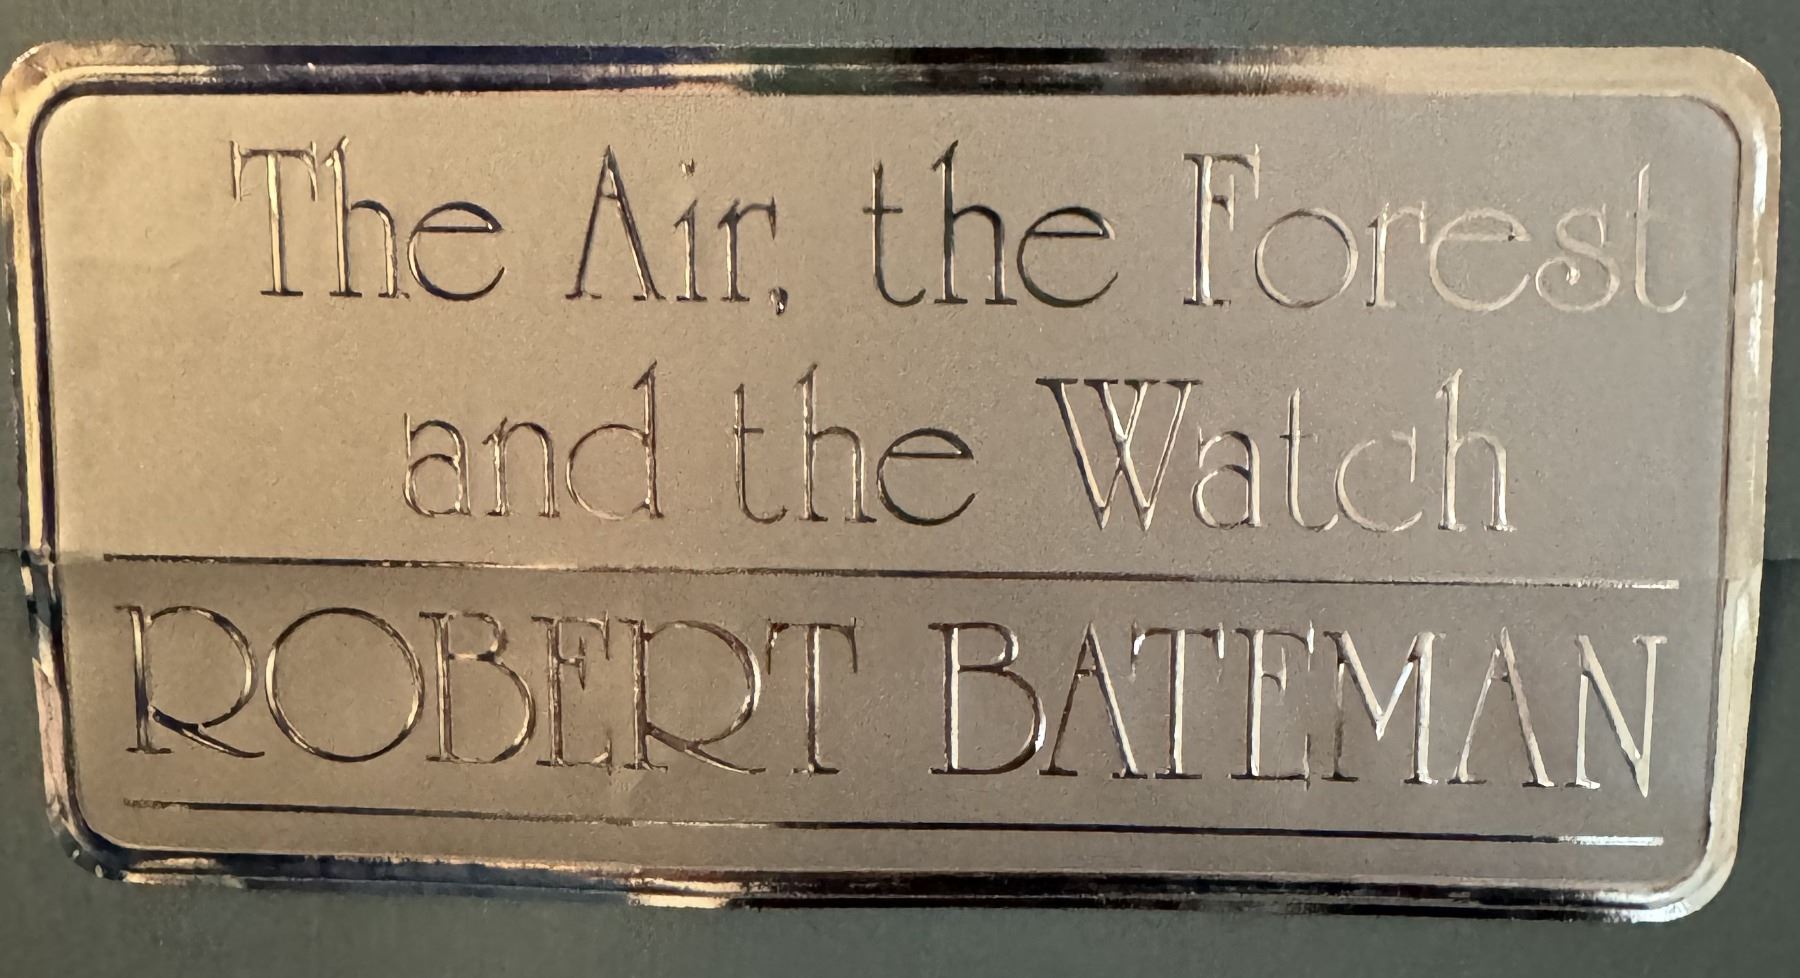 The Air, the Forest
and the Watch
ROBERT BATEMAN